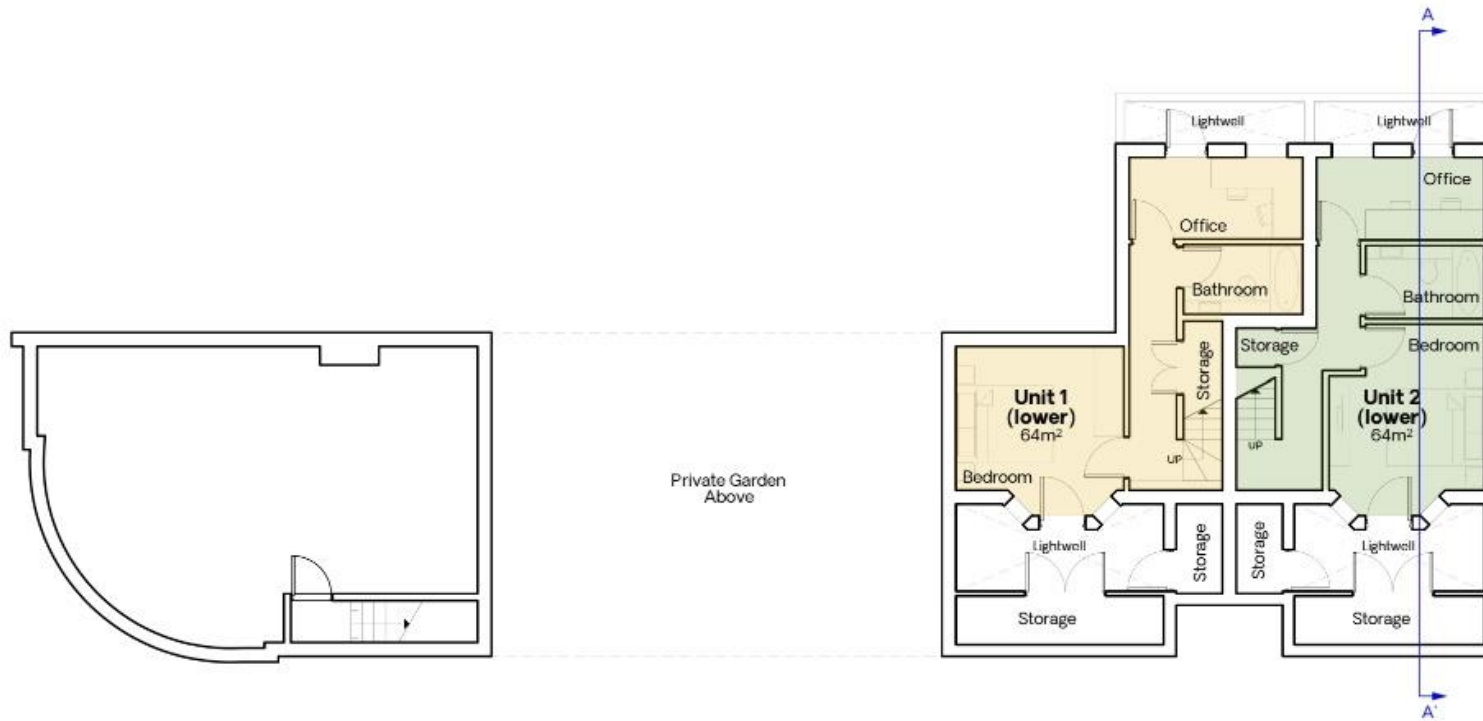 A
Lightwell
Lightwell
Office
Office
Bathroom
Bathroom
Storage
Storage
Bedroom
Unit 1
(lower)
64m²
Unit 2
(lower)
64m²
UP
UP
Bedroom
Private Garden
Above
Lightwell
Storage
Storage
Lightwell
Storage
Storage
A'